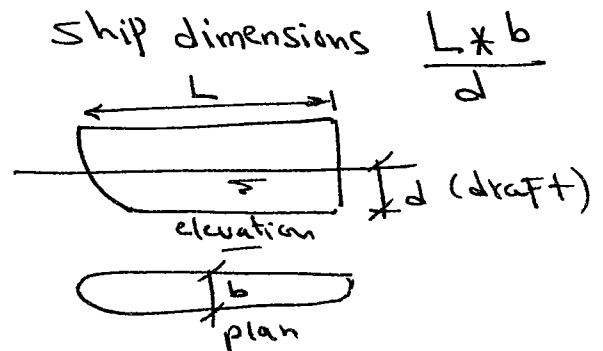 ship dimensions L * b / d
L
d (draft)
elevation
b
plan